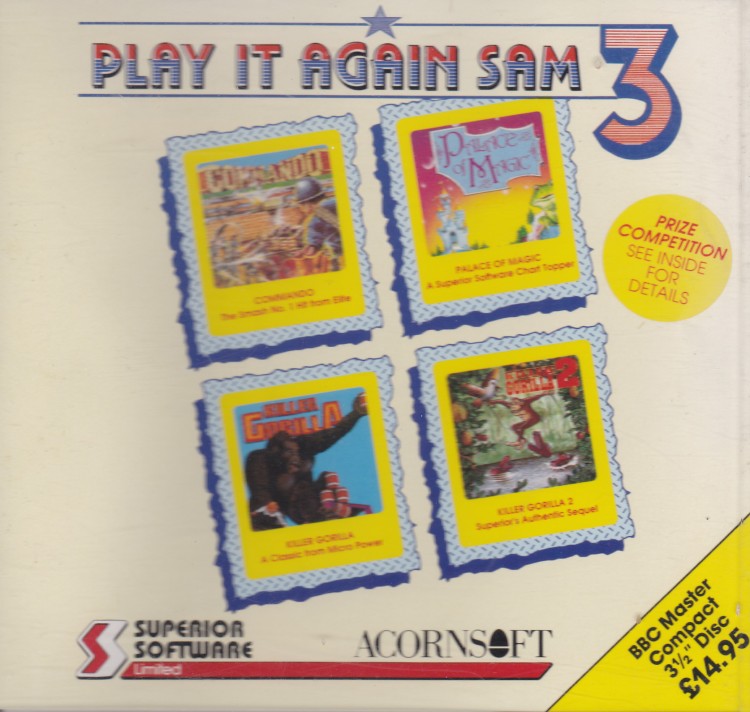 PLAY IT AGAIN SAM 3
COMMANDO
COMMANDO
The Smash No. 1 Hit from Elite
PALACE
of MAGIC
PALACE OF MAGIC
A Superior Software Chart Topper
PRIZE
COMPETITION
SEE INSIDE
FOR
DETAILS
KILLER
GORILLA
KILLER GORILLA
A Classic from Micro Power
KILLER
GORILLA 2
KILLER GORILLA 2
Superior's Authentic Sequel
SUPERIOR
SOFTWARE
Limited
ACORNSOFT
BBC Master
Compact
3½" Disc
£14.95